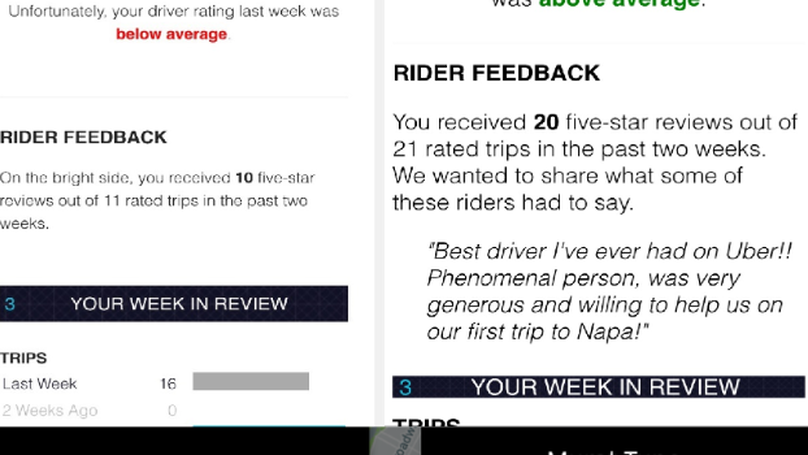 Unfortunately, your driver rating last week was
below average.
RIDER FEEDBACK
On the bright side, you received 10 five-star
reviews out of 11 rated trips in the past two
weeks.
3 YOUR WEEK IN REVIEW
TRIPS
Last Week 16
2 Weeks Ago 0
was above average.
RIDER FEEDBACK
You received 20 five-star reviews out of
21 rated trips in the past two weeks.
We wanted to share what some of
these riders had to say.
"Best driver I've ever had on Uber!!
Phenomenal person, was very
generous and willing to help us on
our first trip to Napa!"
3 YOUR WEEK IN REVIEW
TRIPS